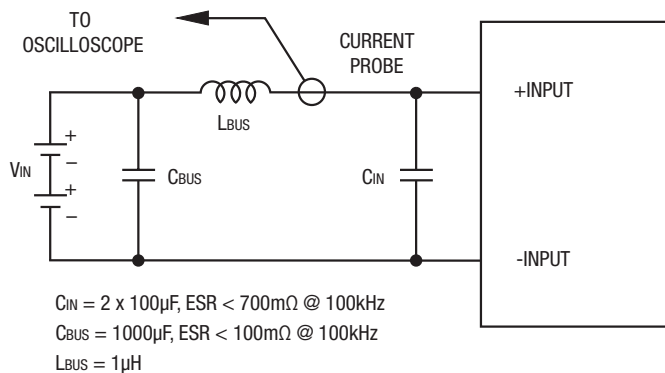 TO
OSCILLOSCOPE
CURRENT
PROBE
+INPUT
LBUS
+
VIN
−
+
−
CBUS
CIN
-INPUT
CIN = 2 x 100µF, ESR < 700mΩ @ 100kHz
CBUS = 1000µF, ESR < 100mΩ @ 100kHz
LBUS = 1µH